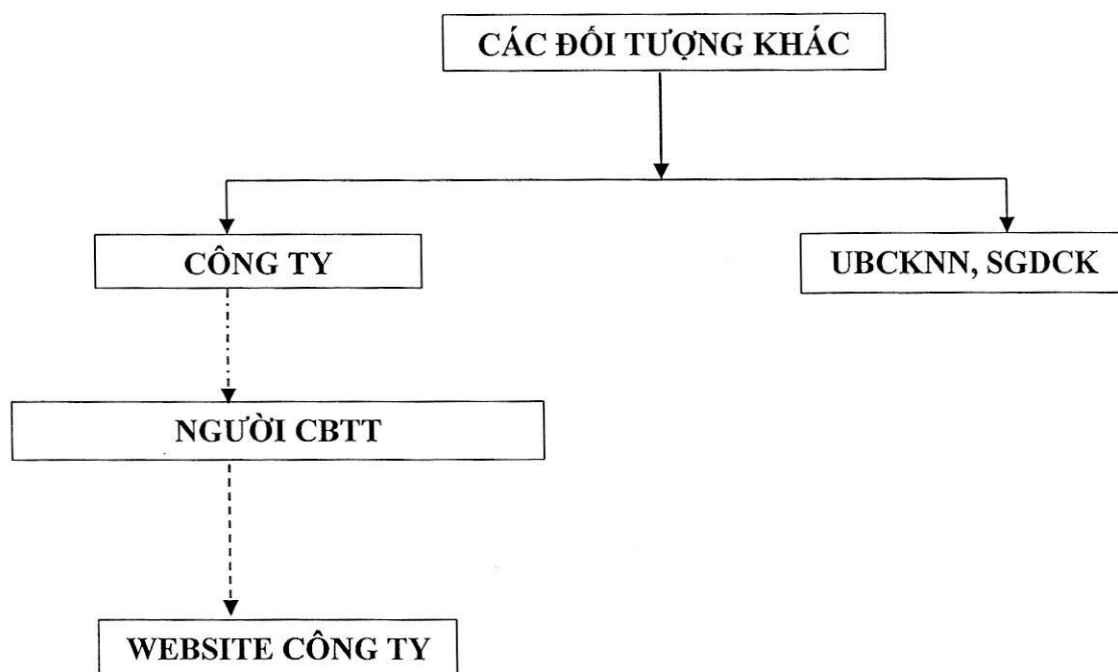 CÁC ĐỐI TƯỢNG KHÁC
CÔNG TY
UBCKNN, SGDCK
NGƯỜI CBTT
WEBSITE CÔNG TY